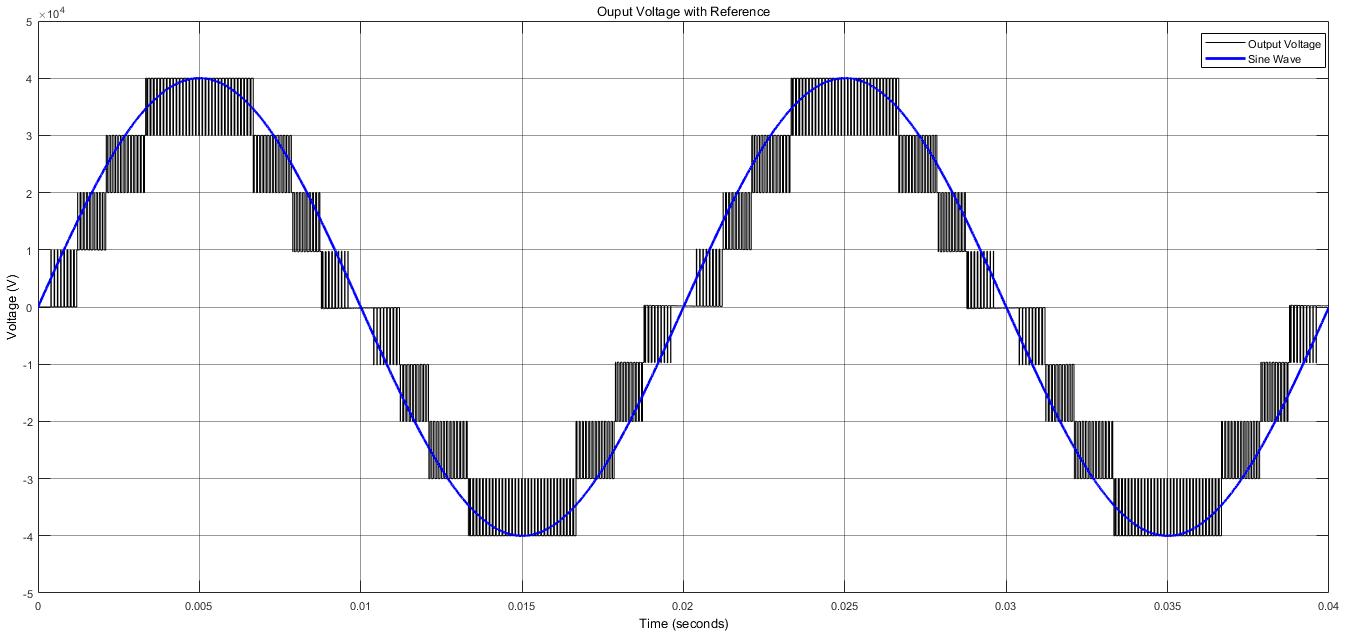 Ouput Voltage with Reference
×10⁴
Output Voltage
Sine Wave
5
4
3
2
1
0
-1
-2
-3
-4
-5
Voltage (V)
0 0.005 0.01 0.015 0.02 0.025 0.03 0.035 0.04
Time (seconds)